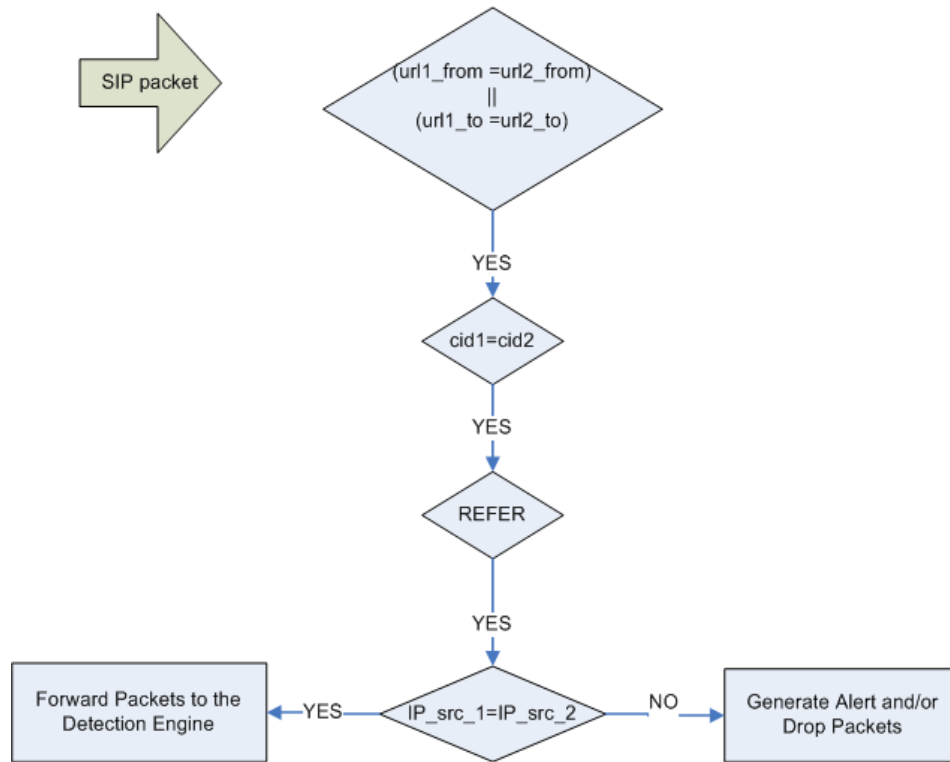 SIP packet
(url1_from =url2_from)
||
(url1_to =url2_to)
YES
cid1=cid2
YES
REFER
YES
Forward Packets to the
Detection Engine
YES
IP_src_1=IP_src_2
NO
Generate Alert and/or
Drop Packets